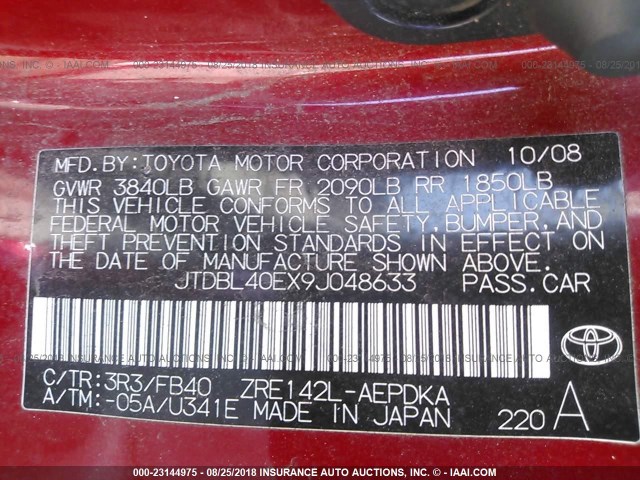 MFD.BY:TOYOTA MOTOR CORPORATION 10/08
GVWR 3840LB GAWR FR 2090LB RR 1850LB
THIS VEHICLE CONFORMS TO ALL APPLICABLE
FEDERAL MOTOR VEHICLE SAFETY,BUMPER,AND
THEFT PREVENTION STANDARDS IN EFFECT ON
THE DATE OF MANUFACTURE SHOWN ABOVE.
JTDBL40EX9J048633 PASS.CAR
C/TR:3R3/FB40 ZRE142L-AEPDKA
A/TM:-05A/U341E MADE IN JAPAN 220 A
000-23144975 - 08/25/2018 - INSURANCE AUTO AUCTIONS, INC. - © IAAI.COM